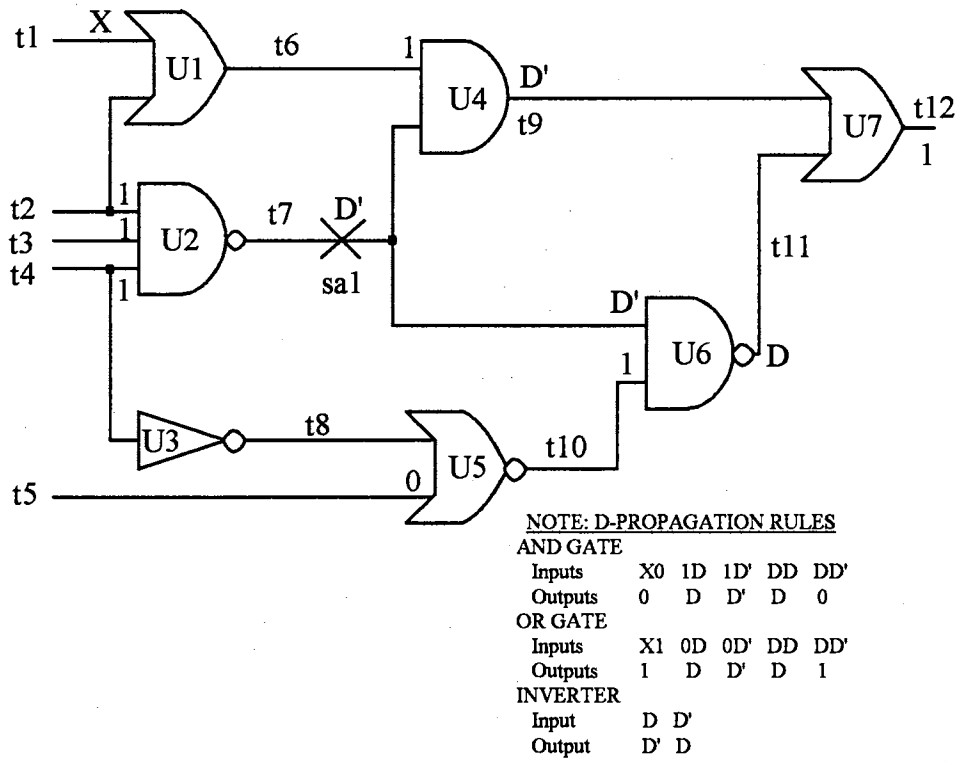 t1 X
U1
t6
1
U4
D'
t9
U7
t12
1
t2 1
t3 1
t4 1
U2
t7
D'
sa1
t11
D'
1
U6
D
U3
t8
t5
0
U5
t10
NOTE: D-PROPAGATION RULES
AND GATE
Inputs X0 1D 1D' DD DD'
Outputs 0 D D' D 0
OR GATE
Inputs X1 0D 0D' DD DD'
Outputs 1 D D' D 1
INVERTER
Input D D'
Output D' D